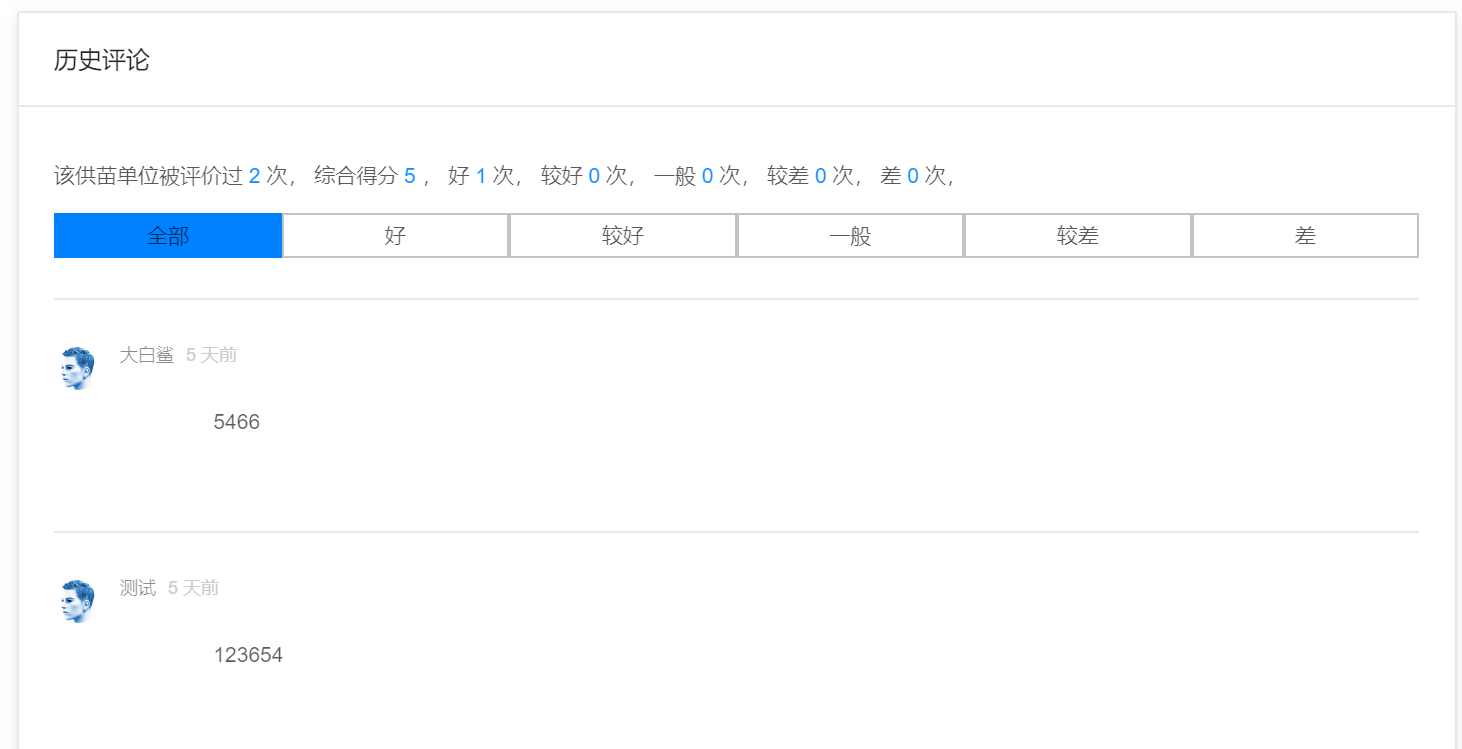 历史评论
该供苗单位被评价过 2 次， 综合得分 5 ， 好 1 次， 较好 0 次， 一般 0 次， 较差 0 次， 差 0 次，
全部 好 较好 一般 较差 差
大白鲨 5 天前
5466
测试 5 天前
123654